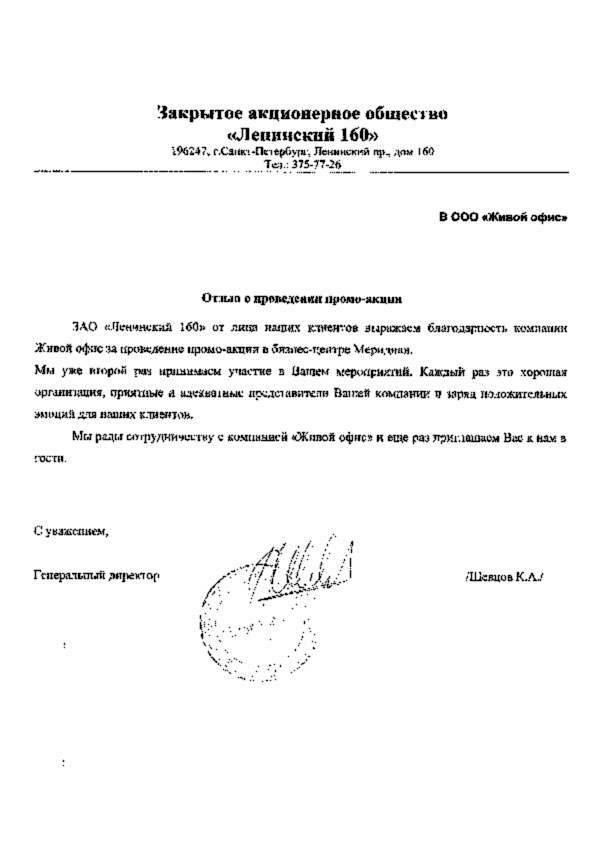 Закрытое акционерное общество
«Ленинский 160»
196247, г.Санкт-Петербург, Ленинский пр., дом 160
Тел.: 375-77-26
В ООО «Живой офис»
Отзыв о проведении промо-акции
ЗАО «Ленинский 160» от лица наших клиентов выражаем благодарность компании
Живой офис за проведение промо-акции в бизнес-центре Меридиан.
Мы уже второй раз принимаем участие в Вашем мероприятий. Каждый раз это хорошая
организация, приятные и адекватные представители Вашей компании и заряд положительных
эмоций для наших клиентов.
Мы рады сотрудничеству с компанией «Живой офис» и еще раз приглашаем Вас к нам в
гости.
С уважением,
Генеральный директор
/Шевцов К.А./